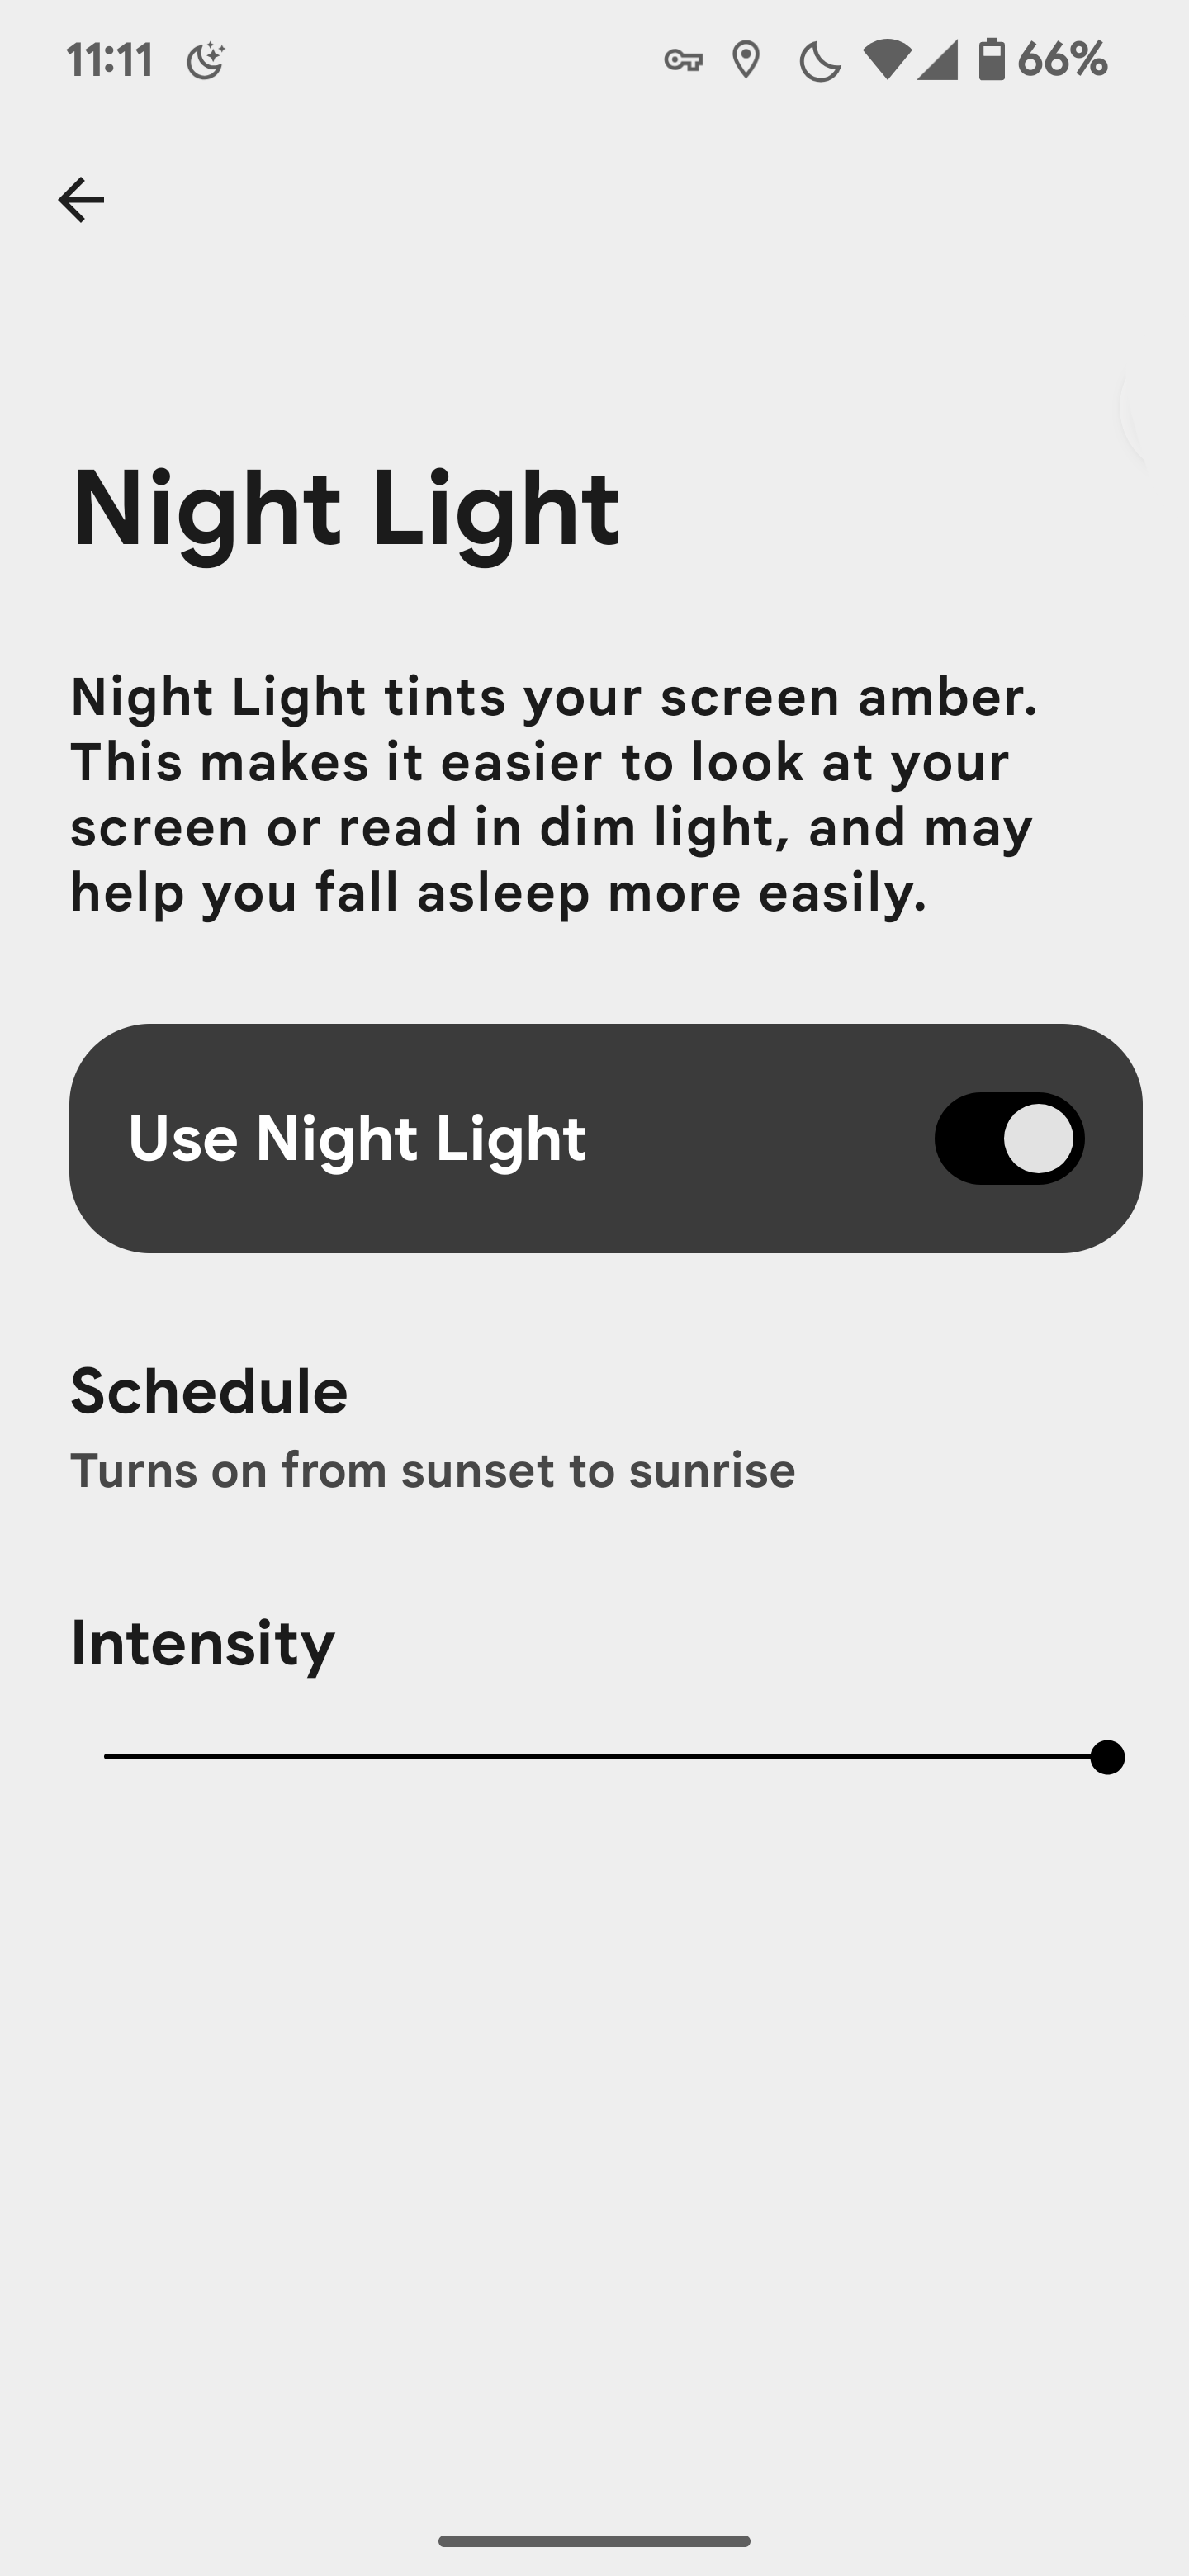 11:11 66%
Night Light
Night Light tints your screen amber.
This makes it easier to look at your
screen or read in dim light, and may
help you fall asleep more easily.
Use Night Light
Schedule
Turns on from sunset to sunrise
Intensity